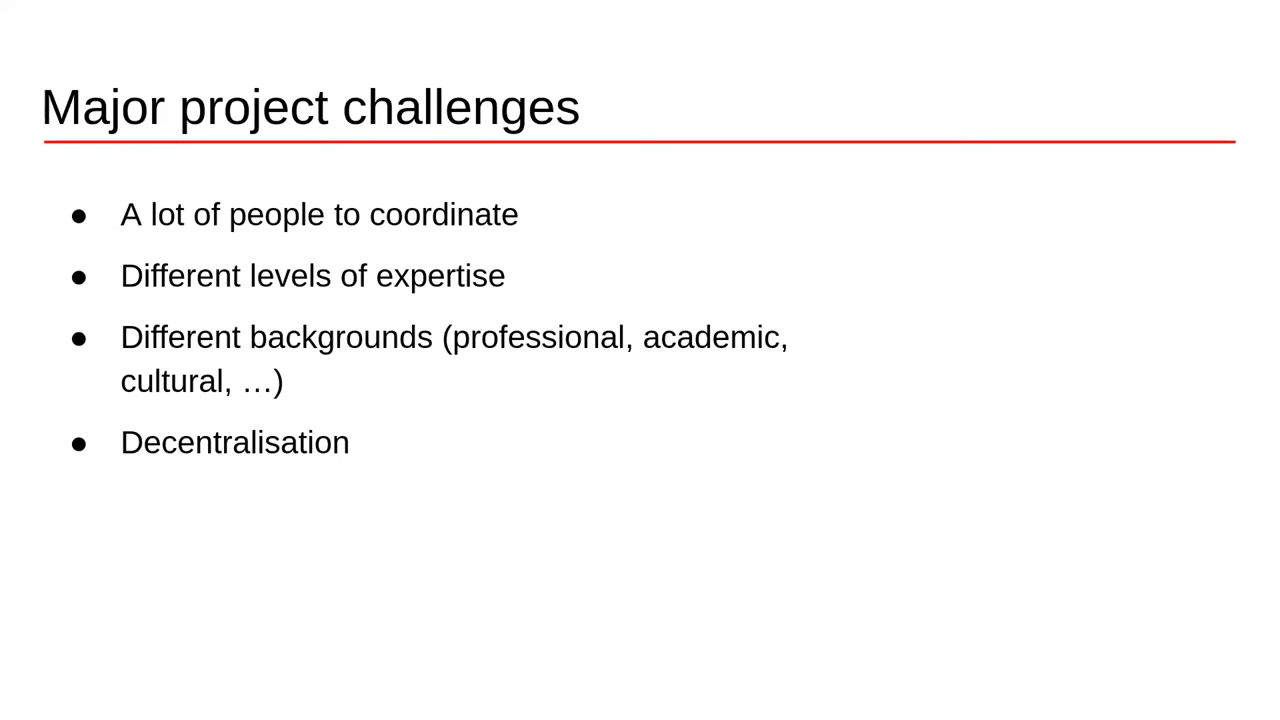 Major project challenges
● A lot of people to coordinate
● Different levels of expertise
● Different backgrounds (professional, academic,
cultural, …)
● Decentralisation